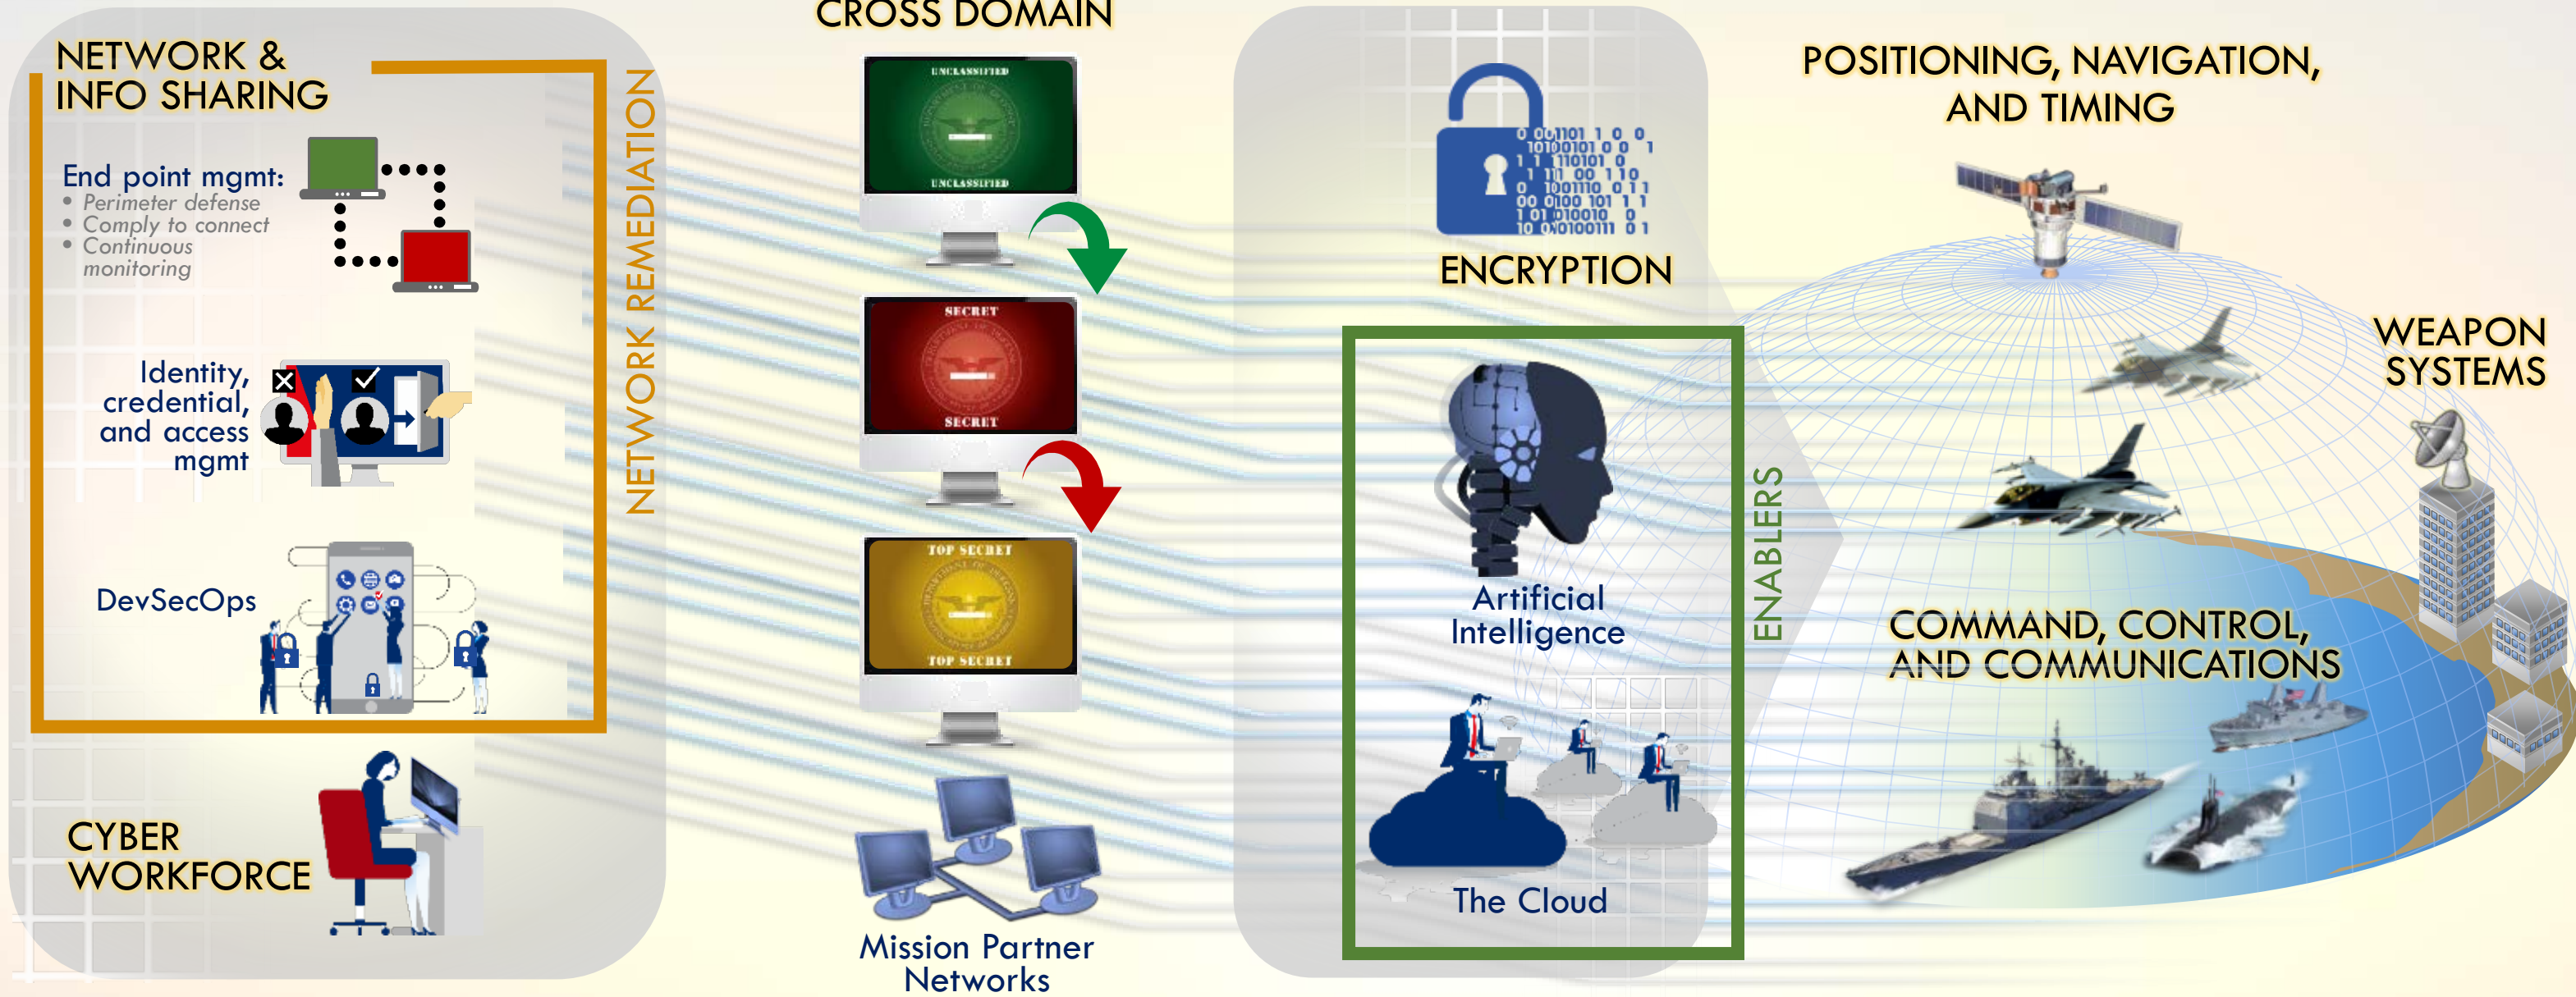 NETWORK &
INFO SHARING
End point mgmt:
• Perimeter defense
• Comply to connect
• Continuous
monitoring
Identity,
credential,
and access
mgmt
DevSecOps
NETWORK REMEDIATION
CYBER
WORKFORCE
CROSS DOMAIN
UNCLASSIFIED
UNCLASSIFIED
SECRET
SECRET
TOP SECRET
TOP SECRET
Mission Partner
Networks
ENCRYPTION
Artificial
Intelligence
The Cloud
ENABLERS
POSITIONING, NAVIGATION,
AND TIMING
WEAPON
SYSTEMS
COMMAND, CONTROL,
AND COMMUNICATIONS